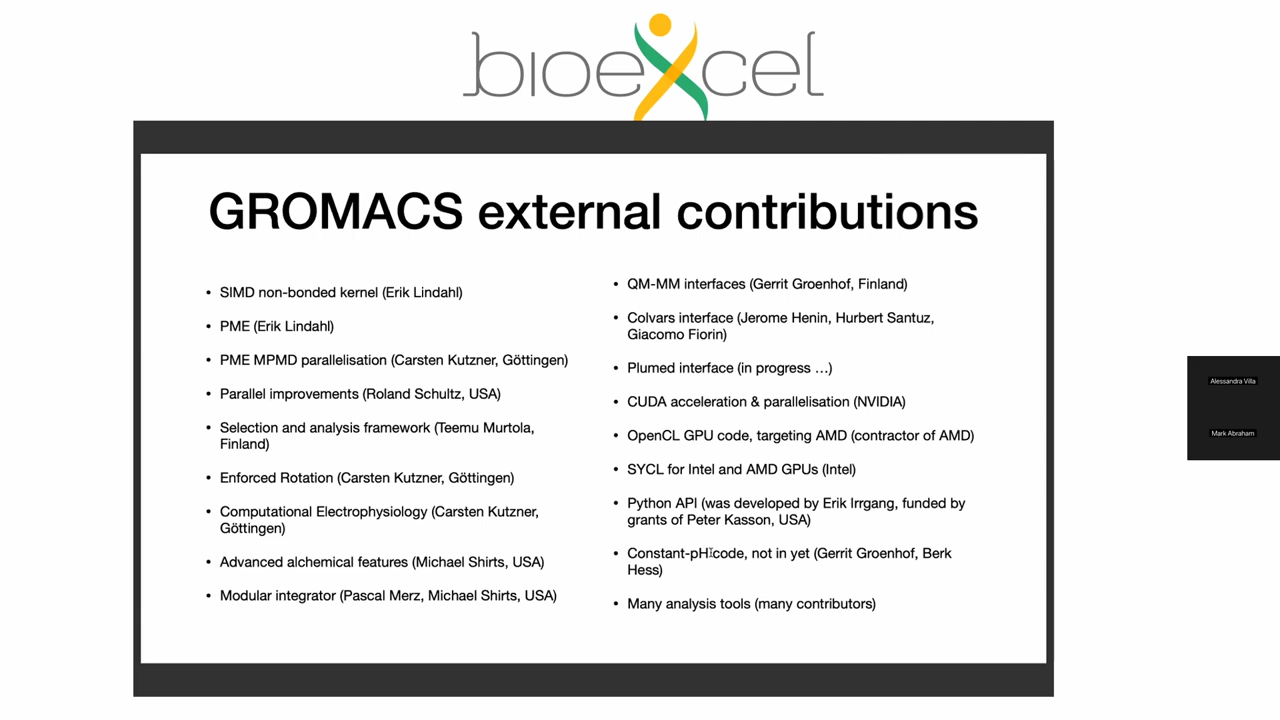 bioexcel
GROMACS external contributions
• SIMD non-bonded kernel (Erik Lindahl)
• PME (Erik Lindahl)
• PME MPMD parallelisation (Carsten Kutzner, Göttingen)
• Parallel improvements (Roland Schultz, USA)
• Selection and analysis framework (Teemu Murtola,
Finland)
• Enforced Rotation (Carsten Kutzner, Göttingen)
• Computational Electrophysiology (Carsten Kutzner,
Göttingen)
• Advanced alchemical features (Michael Shirts, USA)
• Modular integrator (Pascal Merz, Michael Shirts, USA)
• QM-MM interfaces (Gerrit Groenhof, Finland)
• Colvars interface (Jerome Henin, Hurbert Santuz,
Giacomo Fiorin)
• Plumed interface (in progress …)
• CUDA acceleration & parallelisation (NVIDIA)
• OpenCL GPU code, targeting AMD (contractor of AMD)
• SYCL for Intel and AMD GPUs (Intel)
• Python API (was developed by Erik Irrgang, funded by
grants of Peter Kasson, USA)
• Constant-pH code, not in yet (Gerrit Groenhof, Berk
Hess)
• Many analysis tools (many contributors)
Alessandra Villa
Mark Abraham